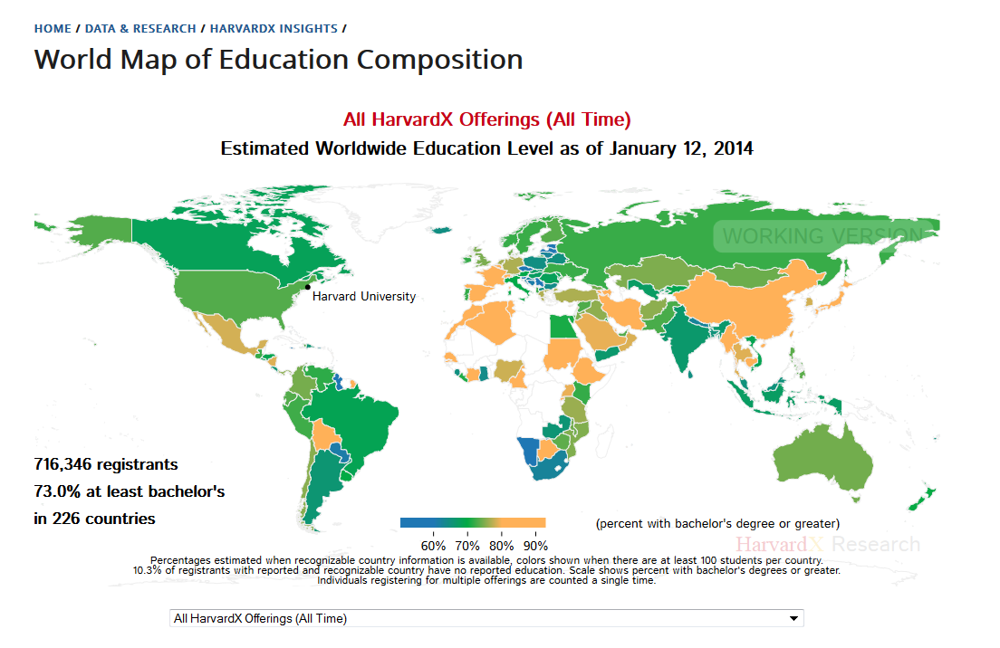 HOME / DATA & RESEARCH / HARVARDX INSIGHTS /
World Map of Education Composition
All HarvardX Offerings (All Time)
Estimated Worldwide Education Level as of January 12, 2014
WORKING VERSION
Harvard University
716,346 registrants
73.0% at least bachelor's
in 226 countries
(percent with bachelor's degree or greater)
60% 70% 80% 90%
HarvardX Research
Percentages estimated when recognizable country information is available, colors shown when there are at least 100 students per country.
10.3% of registrants with reported and recognizable country have no reported education. Scale shows percent with bachelor's degrees or greater.
Individuals registering for multiple offerings are counted a single time.
All HarvardX Offerings (All Time)